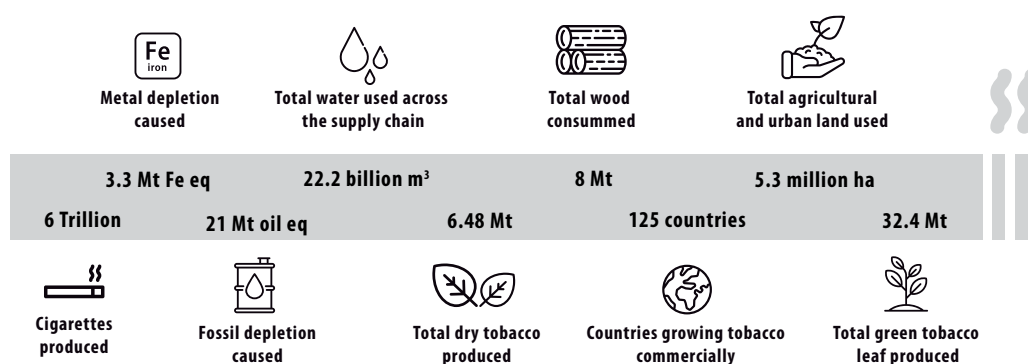 Fe
iron
Metal depletion
caused
Total water used across
the supply chain
Total wood
consummed
Total agricultural
and urban land used
3.3 Mt Fe eq
22.2 billion m³
8 Mt
5.3 million ha
6 Trillion
21 Mt oil eq
6.48 Mt
125 countries
32.4 Mt
Cigarettes
produced
Fossil depletion
caused
Total dry tobacco
produced
Countries growing tobacco
commercially
Total green tobacco
leaf produced